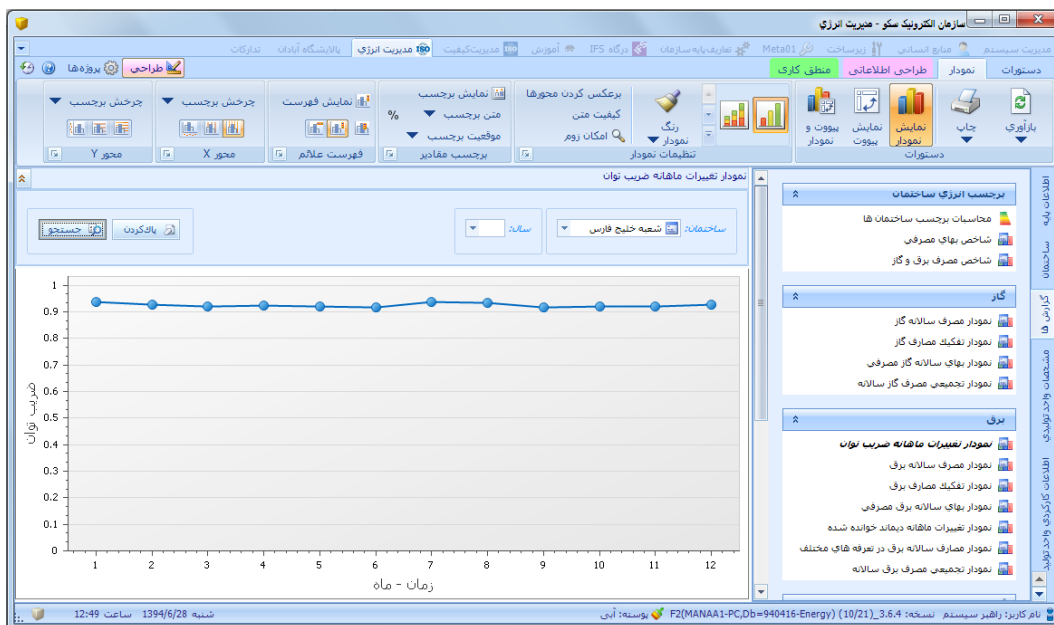 سازمان الکترونیک سکو - مدیریت انرژی
مدیریت سیستم
منابع انسانی
زیرساخت
Meta01
تعاریف‌پایه‌سازمان
درگاه IFS
آموزش
مدیریت‌کیفیت
مدیریت انرژی
پالایشگاه آبادان
تدارکات
دستورات
نمودار
طراحی اطلاعاتی
منطق کاری
طراحی
پروژه‌ها
بازآوری
چاپ
نمایش نمودار
نمایش پیووت
پیووت و نمودار
دستورات
رنگ نمودار
برعکس کردن محورها
کیفیت متن
امکان زوم
تنظیمات نمودار
نمایش برچسب
متن برچسب
%
موقعیت برچسب
برچسب مقادیر
نمایش فهرست
فهرست علائم
چرخش برچسب
محور X
چرخش برچسب
محور Y
نمودار تغییرات ماهانه ضریب توان
ساختمان:
شعبه خلیج فارس
سال:
پاک‌کردن
جستجو
اطلاعات پایه
ساختمان
گزارش ها
مشخصات واحد تولیدی
اطلاعات کارکردی واحد تولید
برچسب انرژی ساختمان
محاسبات برچسب ساختمان ها
شاخص بهای مصرفی
شاخص مصرف برق و گاز
گاز
نمودار مصرف سالانه گاز
نمودار تفکیک مصارف گاز
نمودار بهای سالانه گاز مصرفی
نمودار تجمیعی مصرف گاز سالانه
برق
نمودار تغییرات ماهانه ضریب توان
نمودار مصرف سالانه برق
نمودار تفکیک مصارف برق
نمودار بهای سالانه برق مصرفی
نمودار تغییرات ماهانه دیماند خوانده شده
نمودار مصارف سالانه برق در تعرفه های مختلف
نمودار تجمیعی مصرف برق سالانه
ضریب توان
1
0.9
0.8
0.7
0.6
0.5
0.4
0.3
0.2
0.1
0
1 2 3 4 5 6 7 8 9 10 11 12
زمان - ماه
نام کاربر: راهبر سیستم
نسخه: 3.6.4_(10/21) F2(MANAA1-PC,Db=940416-Energy)
پوسته: آبی
شنبه 1394/6/28 ساعت 12:49